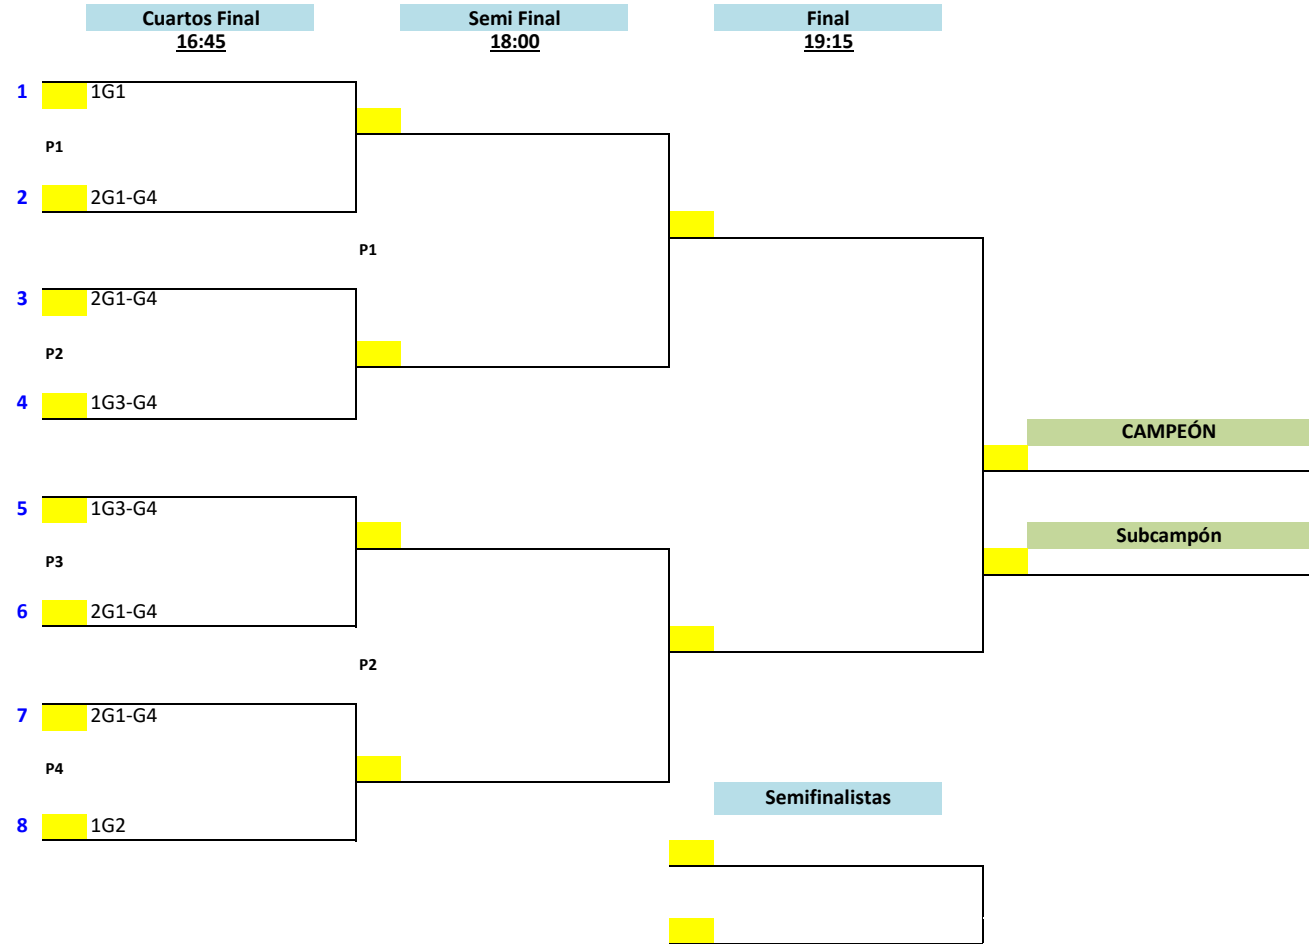 Cuartos Final
16:45
Semi Final
18:00
Final
19:15
1 1G1
P1
2 2G1-G4
P1
3 2G1-G4
P2
4 1G3-G4
CAMPEÓN
5 1G3-G4
Subcampón
P3
6 2G1-G4
P2
7 2G1-G4
P4
Semifinalistas
8 1G2